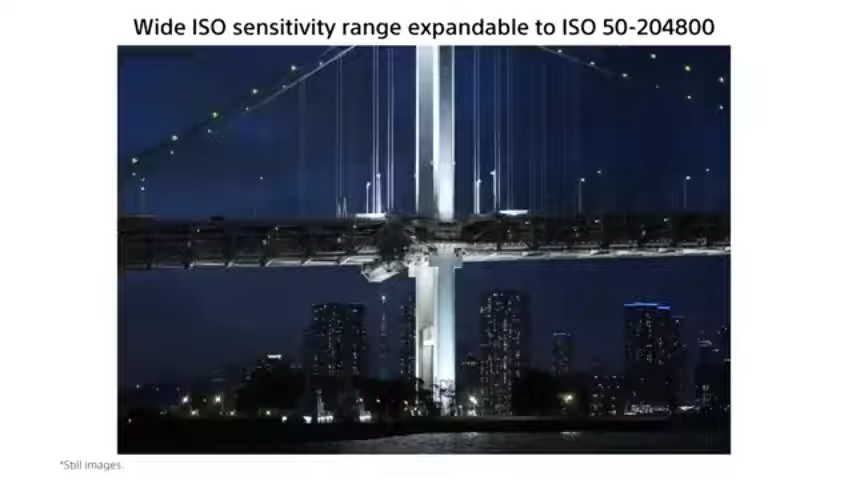 Wide ISO sensitivity range expandable to ISO 50-204800
*Still images.